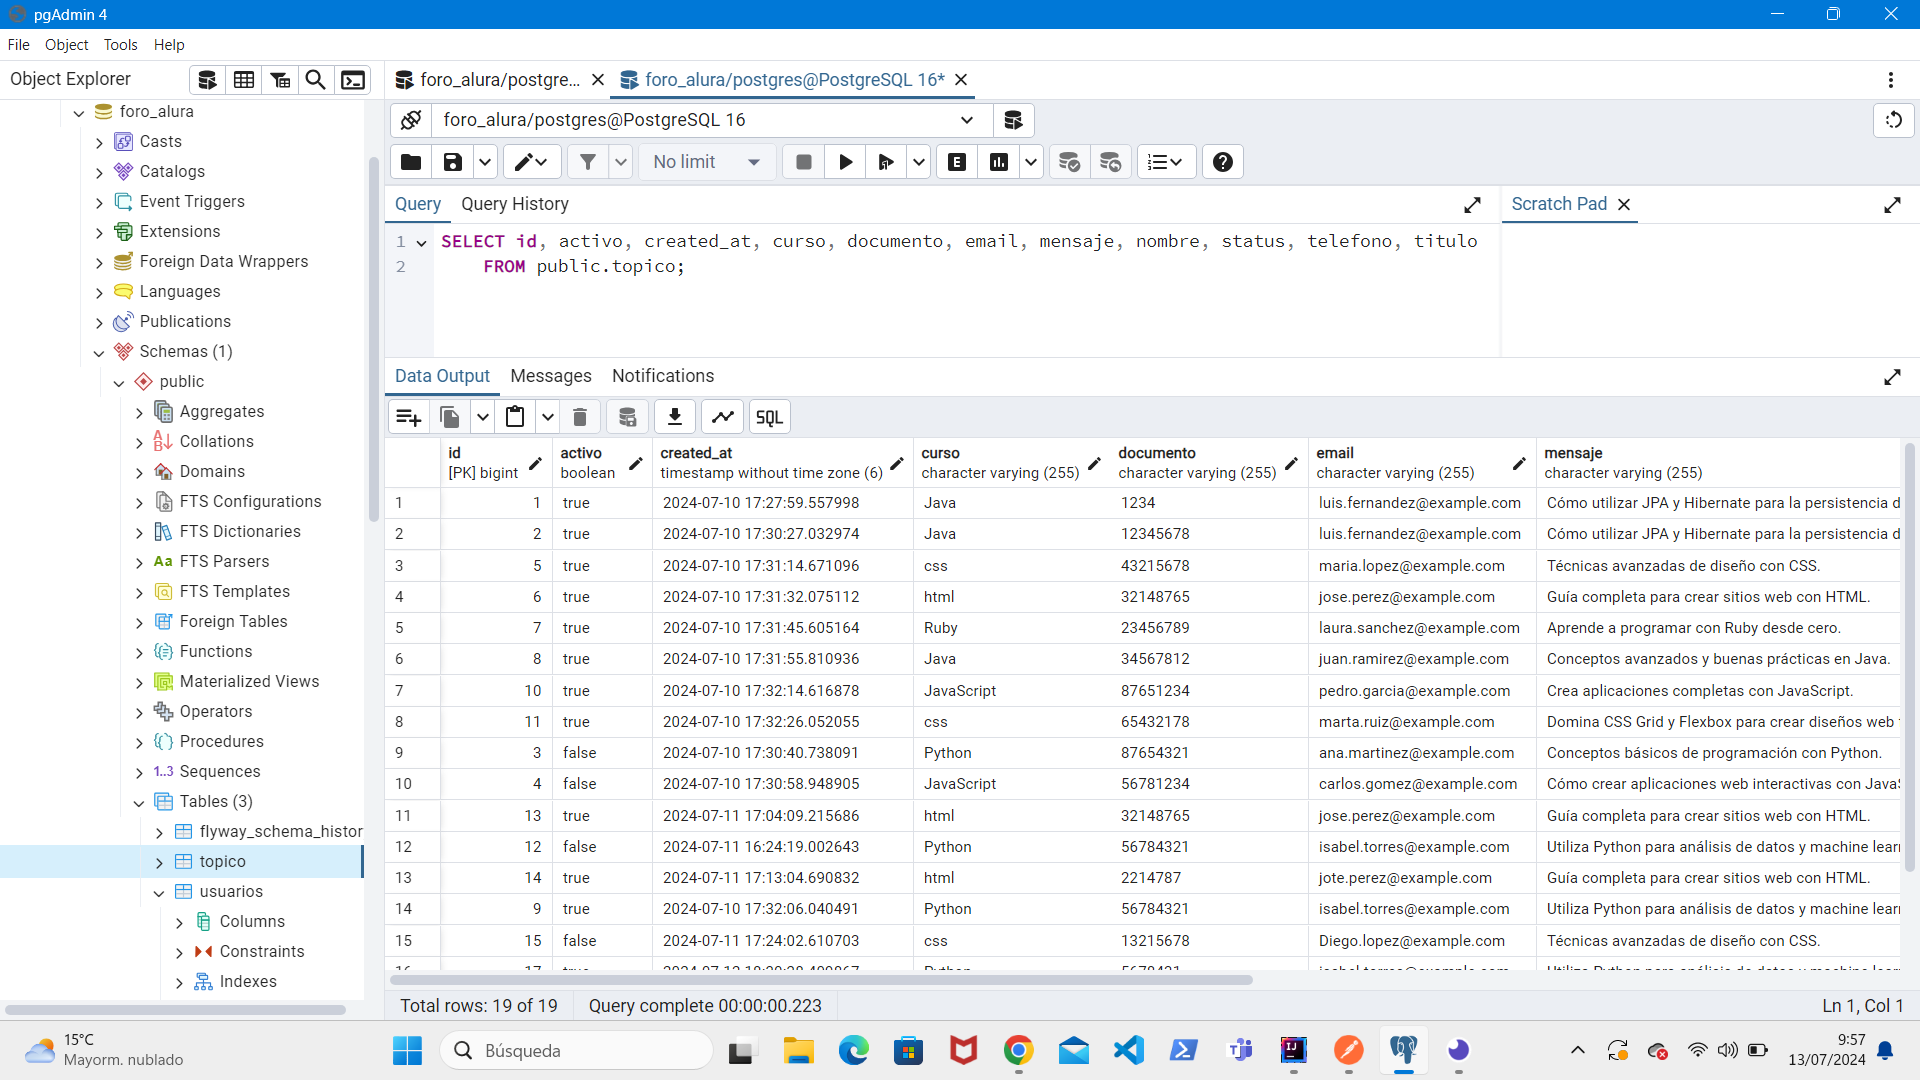 pgAdmin 4
File Object Tools Help
Object Explorer
foro_alura/postgre...
foro_alura/postgres@PostgreSQL 16*
foro_alura
Casts
Catalogs
Event Triggers
Extensions
Foreign Data Wrappers
Languages
Publications
Schemas (1)
public
Aggregates
Collations
Domains
FTS Configurations
FTS Dictionaries
Aa FTS Parsers
FTS Templates
Foreign Tables
Functions
Materialized Views
Operators
Procedures
1..3 Sequences
Tables (3)
flyway_schema_histor
topico
usuarios
Columns
Constraints
Indexes
foro_alura/postgres@PostgreSQL 16
No limit
E
Query Query History
Scratch Pad
1 SELECT id, activo, created_at, curso, documento, email, mensaje, nombre, status, telefono, titulo
2 FROM public.topico;
Data Output Messages Notifications
SQL
id activo created_at curso documento email mensaje
[PK] bigint boolean timestamp without time zone (6) character varying (255) character varying (255) character varying (255) character varying (255)
1 1 true 2024-07-10 17:27:59.557998 Java 1234 luis.fernandez@example.com Cómo utilizar JPA y Hibernate para la persistencia d
2 2 true 2024-07-10 17:30:27.032974 Java 12345678 luis.fernandez@example.com Cómo utilizar JPA y Hibernate para la persistencia d
3 5 true 2024-07-10 17:31:14.671096 css 43215678 maria.lopez@example.com Técnicas avanzadas de diseño con CSS.
4 6 true 2024-07-10 17:31:32.075112 html 32148765 jose.perez@example.com Guía completa para crear sitios web con HTML.
5 7 true 2024-07-10 17:31:45.605164 Ruby 23456789 laura.sanchez@example.com Aprende a programar con Ruby desde cero.
6 8 true 2024-07-10 17:31:55.810936 Java 34567812 juan.ramirez@example.com Conceptos avanzados y buenas prácticas en Java.
7 10 true 2024-07-10 17:32:14.616878 JavaScript 87651234 pedro.garcia@example.com Crea aplicaciones completas con JavaScript.
8 11 true 2024-07-10 17:32:26.052055 css 65432178 marta.ruiz@example.com Domina CSS Grid y Flexbox para crear diseños web
9 3 false 2024-07-10 17:30:40.738091 Python 87654321 ana.martinez@example.com Conceptos básicos de programación con Python.
10 4 false 2024-07-10 17:30:58.948905 JavaScript 56781234 carlos.gomez@example.com Cómo crear aplicaciones web interactivas con Java
11 13 true 2024-07-11 17:04:09.215686 html 32148765 jose.perez@example.com Guía completa para crear sitios web con HTML.
12 12 false 2024-07-11 16:24:19.002643 Python 56784321 isabel.torres@example.com Utiliza Python para análisis de datos y machine lear
13 14 true 2024-07-11 17:13:04.690832 html 2214787 jote.perez@example.com Guía completa para crear sitios web con HTML.
14 9 true 2024-07-10 17:32:06.040491 Python 56784321 isabel.torres@example.com Utiliza Python para análisis de datos y machine lear
15 15 false 2024-07-11 17:24:02.610703 css 13215678 Diego.lopez@example.com Técnicas avanzadas de diseño con CSS.
Total rows: 19 of 19 Query complete 00:00:00.223 Ln 1, Col 1
15°C
Mayorm. nublado
Búsqueda
IJ
9:57
13/07/2024